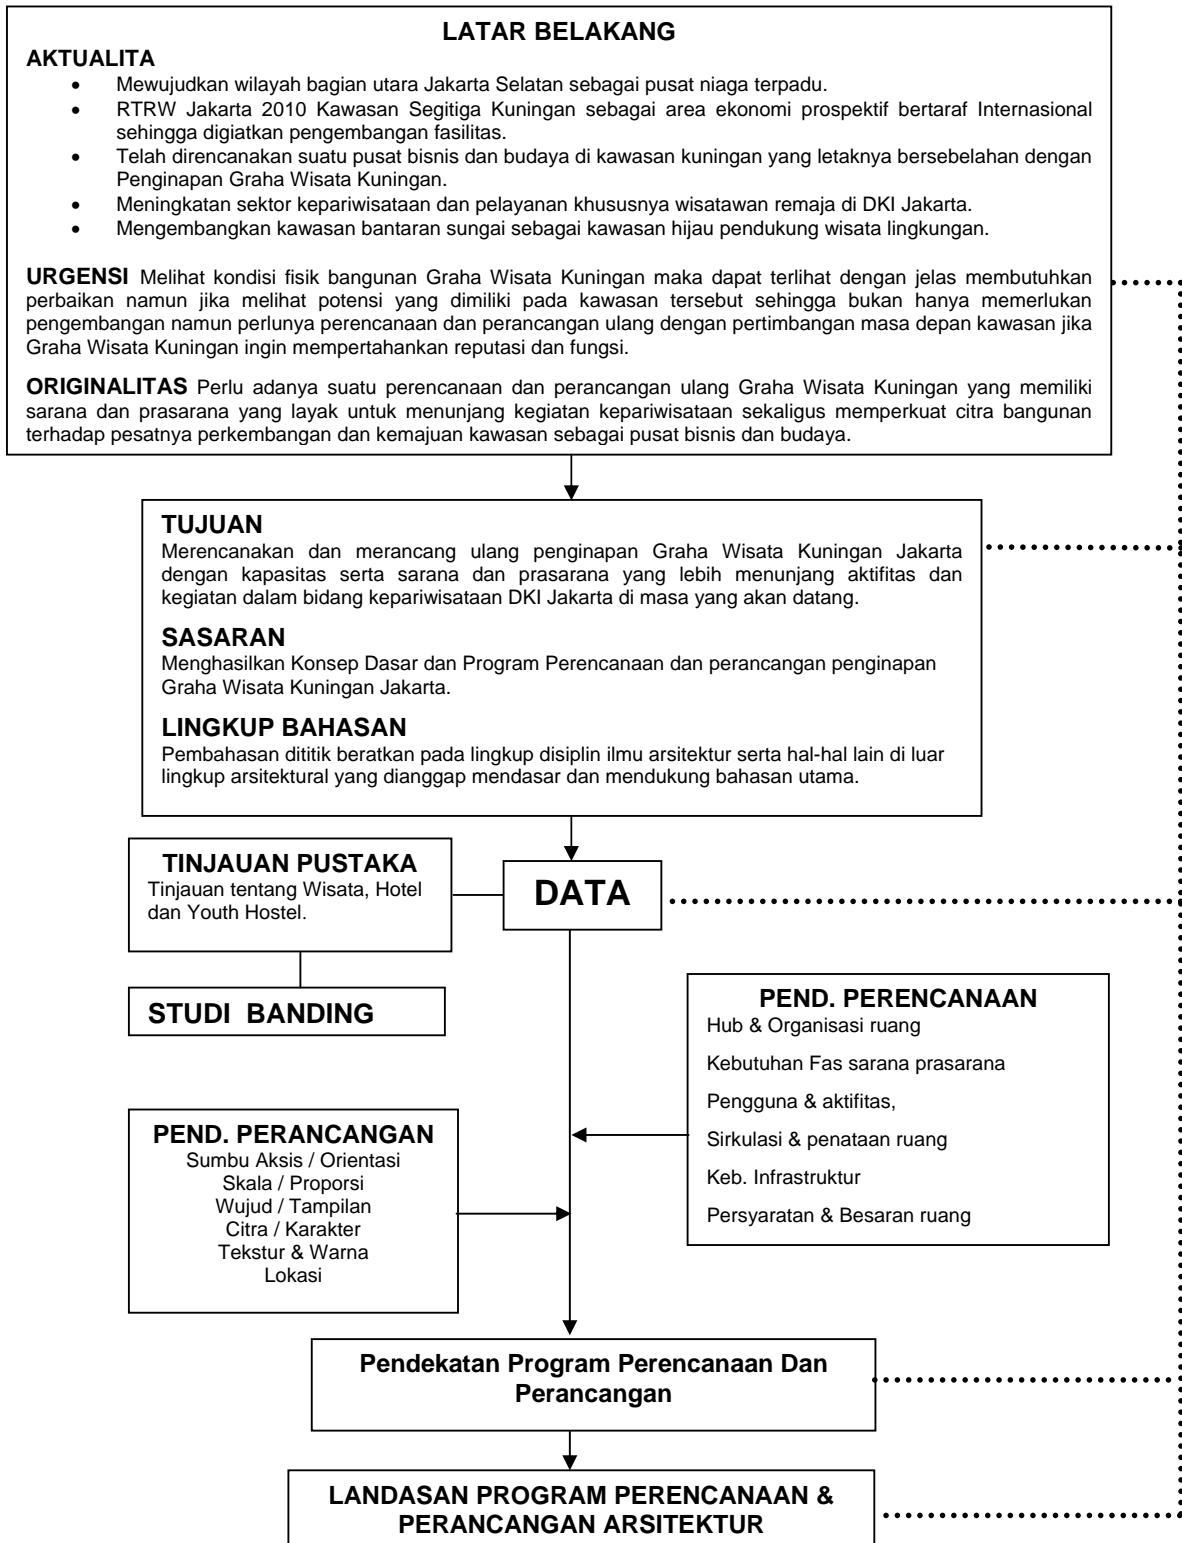 LATAR BELAKANG
AKTUALITA
• Mewujudkan wilayah bagian utara Jakarta Selatan sebagai pusat niaga terpadu.
• RTRW Jakarta 2010 Kawasan Segitiga Kuningan sebagai area ekonomi prospektif bertaraf Internasional
sehingga digiatkan pengembangan fasilitas.
• Telah direncanakan suatu pusat bisnis dan budaya di kawasan kuningan yang letaknya bersebelahan dengan
Penginapan Graha Wisata Kuningan.
• Meningkatan sektor kepariwisataan dan pelayanan khususnya wisatawan remaja di DKI Jakarta.
• Mengembangkan kawasan bantaran sungai sebagai kawasan hijau pendukung wisata lingkungan.
URGENSI Melihat kondisi fisik bangunan Graha Wisata Kuningan maka dapat terlihat dengan jelas membutuhkan
perbaikan namun jika melihat potensi yang dimiliki pada kawasan tersebut sehingga bukan hanya memerlukan
pengembangan namun perlunya perencanaan dan perancangan ulang dengan pertimbangan masa depan kawasan jika
Graha Wisata Kuningan ingin mempertahankan reputasi dan fungsi.
ORIGINALITAS Perlu adanya suatu perencanaan dan perancangan ulang Graha Wisata Kuningan yang memiliki
sarana dan prasarana yang layak untuk menunjang kegiatan kepariwisataan sekaligus memperkuat citra bangunan
terhadap pesatnya perkembangan dan kemajuan kawasan sebagai pusat bisnis dan budaya.
TUJUAN
Merencanakan dan merancang ulang penginapan Graha Wisata Kuningan Jakarta
dengan kapasitas serta sarana dan prasarana yang lebih menunjang aktifitas dan
kegiatan dalam bidang kepariwisataan DKI Jakarta di masa yang akan datang.
SASARAN
Menghasilkan Konsep Dasar dan Program Perencanaan dan perancangan penginapan
Graha Wisata Kuningan Jakarta.
LINGKUP BAHASAN
Pembahasan dititik beratkan pada lingkup disiplin ilmu arsitektur serta hal-hal lain di luar
lingkup arsitektural yang dianggap mendasar dan mendukung bahasan utama.
TINJAUAN PUSTAKA
Tinjauan tentang Wisata, Hotel
dan Youth Hostel.
DATA
STUDI BANDING
PEND. PERENCANAAN
Hub & Organisasi ruang
Kebutuhan Fas sarana prasarana
Pengguna & aktifitas,
Sirkulasi & penataan ruang
Keb. Infrastruktur
Persyaratan & Besaran ruang
PEND. PERANCANGAN
Sumbu Aksis / Orientasi
Skala / Proporsi
Wujud / Tampilan
Citra / Karakter
Tekstur & Warna
Lokasi
Pendekatan Program Perencanaan Dan
Perancangan
LANDASAN PROGRAM PERENCANAAN &
PERANCANGAN ARSITEKTUR